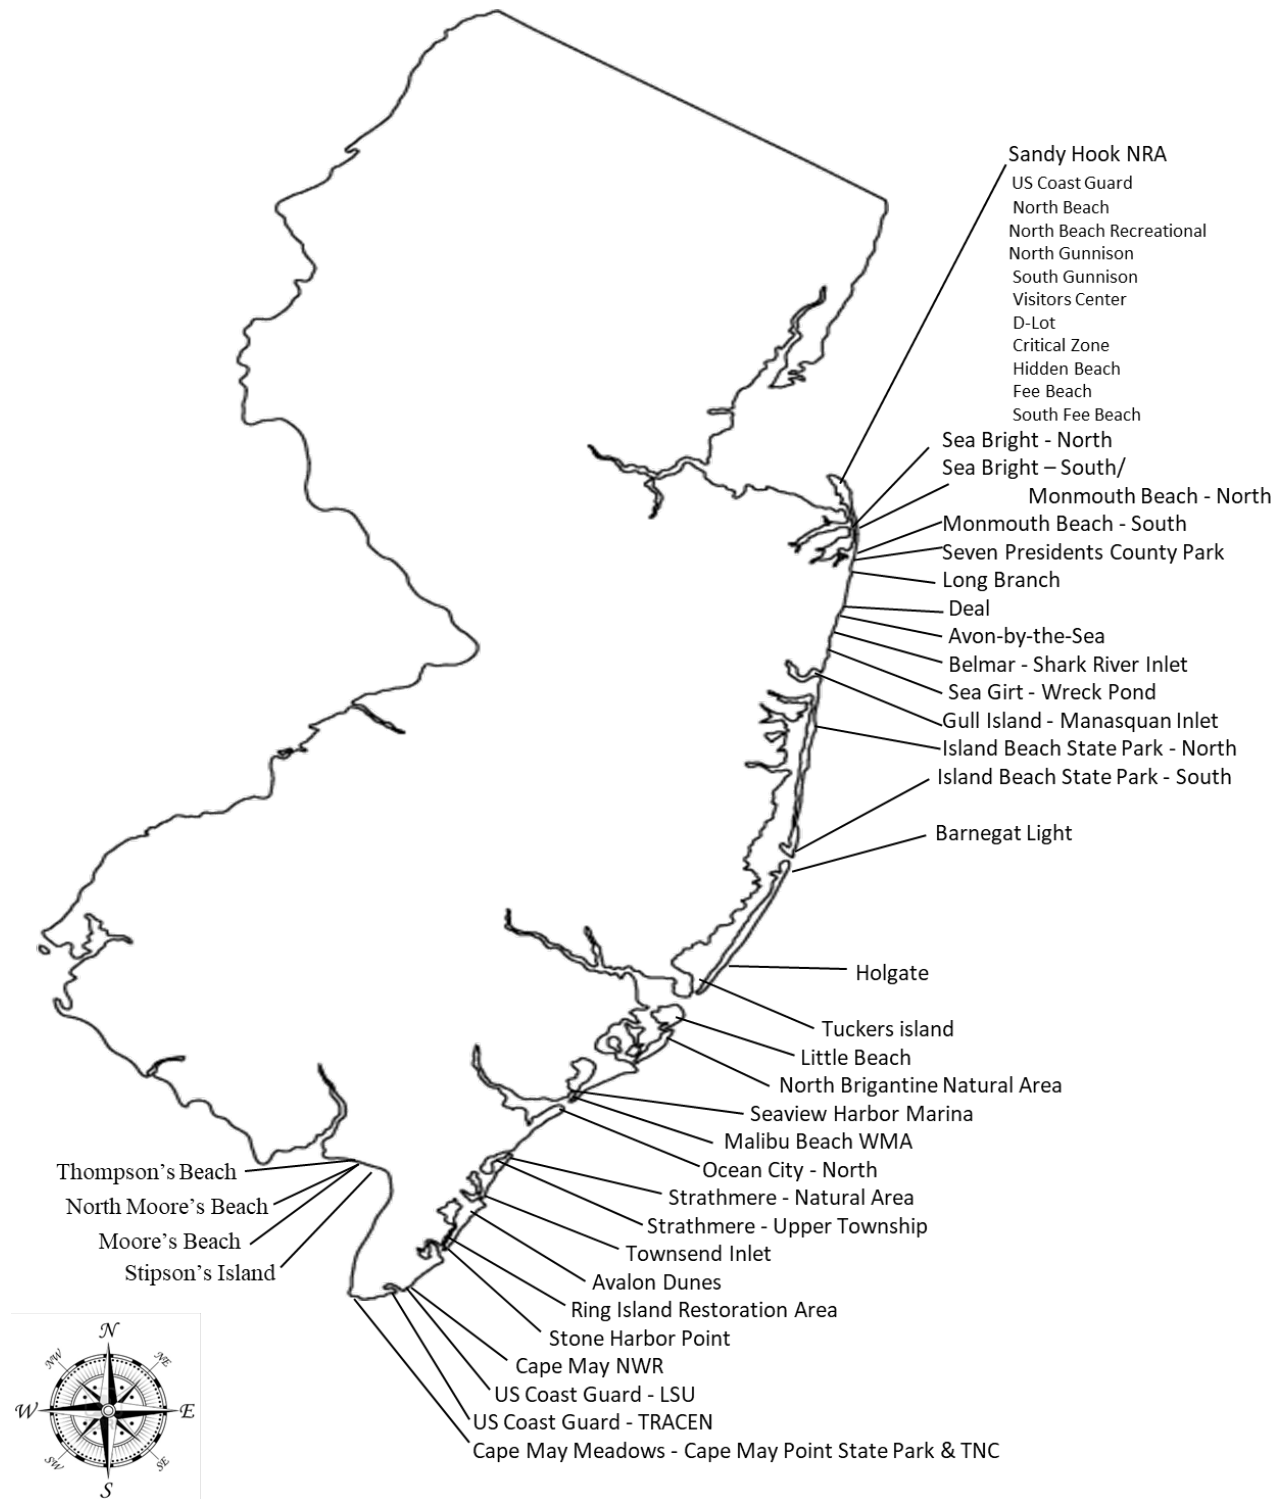 Sandy Hook NRA
US Coast Guard
North Beach
North Beach Recreational
North Gunnison
South Gunnison
Visitors Center
D-Lot
Critical Zone
Hidden Beach
Fee Beach
South Fee Beach
Sea Bright - North
Sea Bright – South/
Monmouth Beach - North
Monmouth Beach - South
Seven Presidents County Park
Long Branch
Deal
Avon-by-the-Sea
Belmar - Shark River Inlet
Sea Girt - Wreck Pond
Gull Island - Manasquan Inlet
Island Beach State Park - North
Island Beach State Park - South
Barnegat Light
Holgate
Tuckers island
Little Beach
North Brigantine Natural Area
Seaview Harbor Marina
Malibu Beach WMA
Ocean City - North
Strathmere - Natural Area
Strathmere - Upper Township
Townsend Inlet
Avalon Dunes
Ring Island Restoration Area
Stone Harbor Point
Cape May NWR
US Coast Guard - LSU
US Coast Guard - TRACEN
Cape May Meadows - Cape May Point State Park & TNC
Thompson's Beach
North Moore's Beach
Moore's Beach
Stipson's Island
N
NW NE
W E
SW SE
S